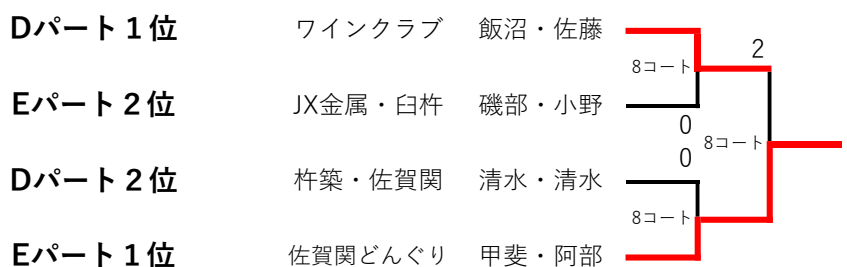 Dパート１位 ワインクラブ 飯沼・佐藤
8コート 2
Eパート２位 JX金属・臼杵 磯部・小野
0
8コート
0
Dパート２位 杵築・佐賀関 清水・清水
8コート
Eパート１位 佐賀関どんぐり 甲斐・阿部